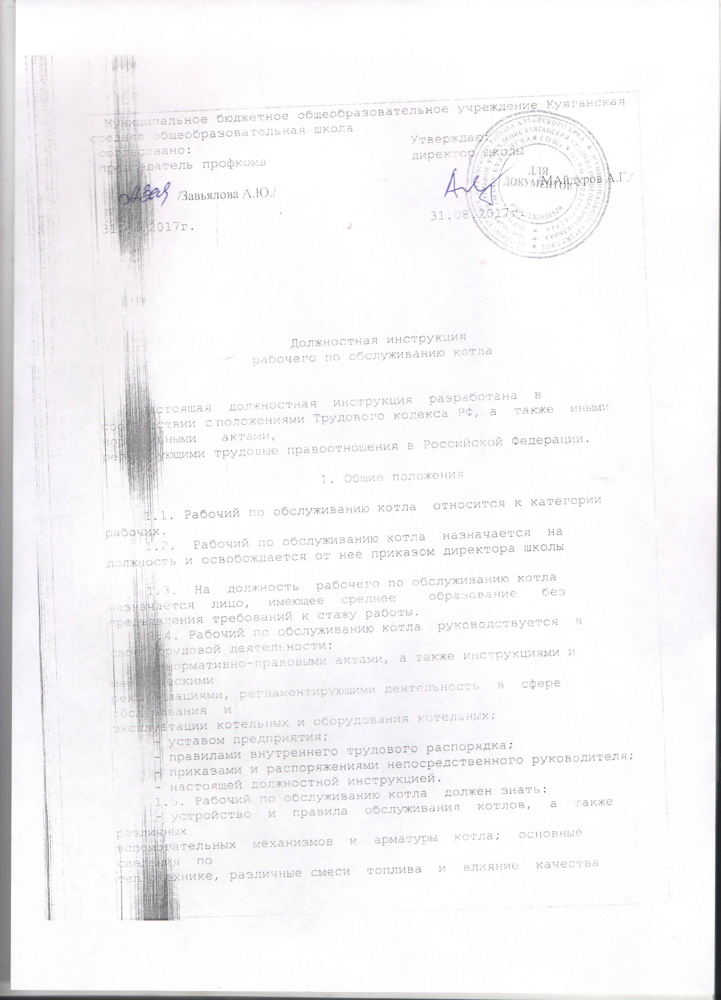 Муниципальное бюджетное общеобразовательное учреждение Куяганская
средняя общеобразовательная школа
согласовано:
председатель профкома
/Завьялова А.Ю./
2017г.
Утверждаю:
директор школы
/МАйдуров А.Г./
31.08.2017г.
ДЛЯ
ДОКУМЕНТОВ
Должностная инструкция
рабочего по обслуживанию котла
астоящая должностная инструкция разработана в
соответствии с положениями Трудового кодекса РФ, а также иными
нормативными актами,
регулирующими трудовые правоотношения в Российской Федерации.
1. Общие положения
1.1. Рабочий по обслуживанию котла относится к категории
рабочих.
1.2. Рабочий по обслуживанию котла назначается на
должность и освобождается от нее приказом директора школы
1.3. На должность рабочего по обслуживанию котла
назначается лицо, имеющее среднее образование без
предъявления требований к стажу работы.
1.4. Рабочий по обслуживанию котла руководствуется в
своей трудовой деятельности:
нормативно-правовыми актами, а также инструкциями и
методическими
рекомендациями, регламентирующими деятельность в сфере
обслуживания и
эксплуатации котельных и оборудования котельных;
- уставом предприятия;
- правилами внутреннего трудового распорядка;
- приказами и распоряжениями непосредственного руководителя;
- настоящей должностной инструкцией.
1.5. Рабочий по обслуживанию котла должен знать:
- устройство и правила обслуживания котлов, а также
различных
вспомогательных механизмов и арматуры котла; основные
сведения по
теплотехнике, различные смеси топлива и влияние качества